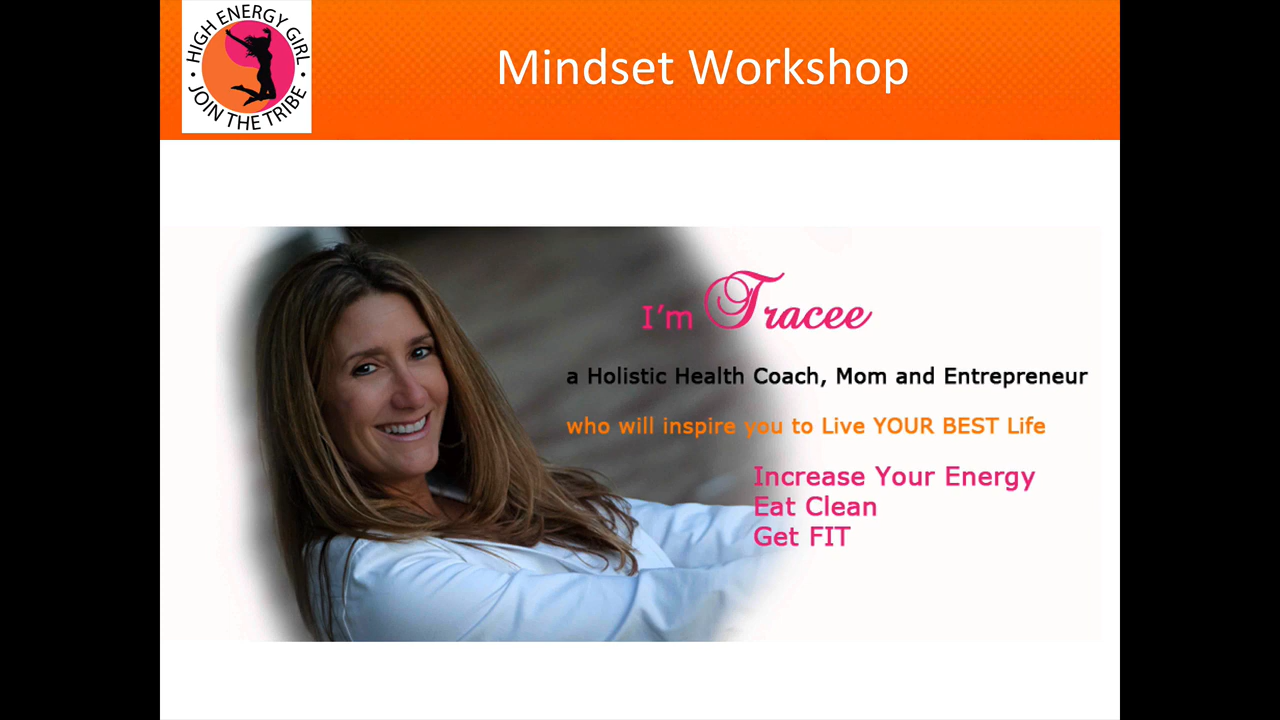 HIGH ENERGY GIRL
JOIN THE TRIBE
Mindset Workshop
I'm Tracee
a Holistic Health Coach, Mom and Entrepreneur
who will inspire you to Live YOUR BEST Life
Increase Your Energy
Eat Clean
Get FIT